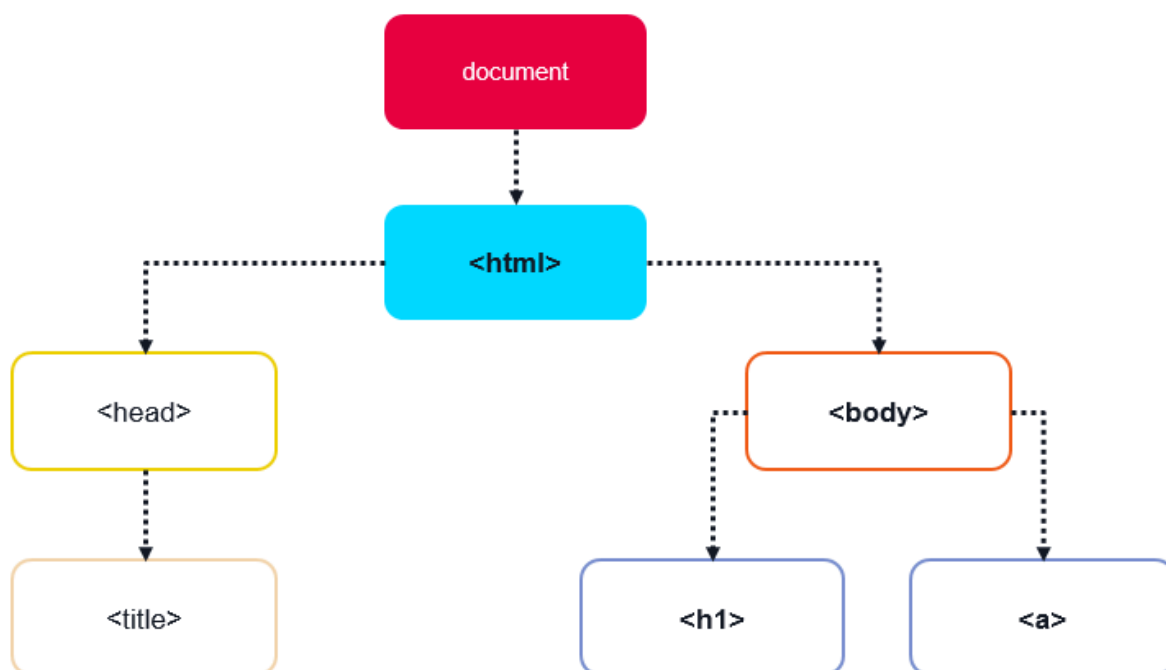 document
<html>
<head>
<body>
<title>
<h1>
<a>